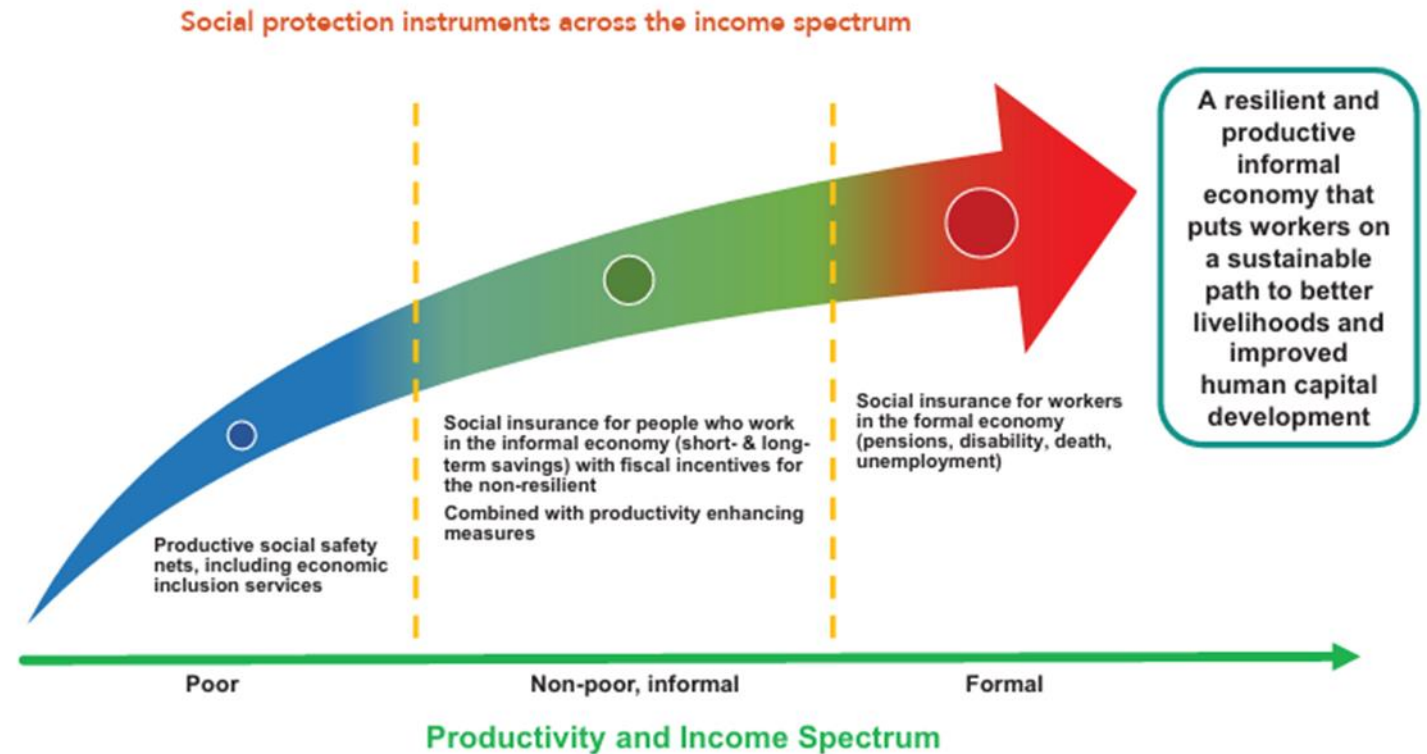 Social protection instruments across the income spectrum
A resilient and
productive
informal
economy that
puts workers on
a sustainable
path to better
livelihoods and
improved
human capital
development
Productive social safety
nets, including economic
inclusion services
Social insurance for people who work
in the informal economy (short- & long-
term savings) with fiscal incentives for
the non-resilient
Combined with productivity enhancing
measures
Social insurance for workers
in the formal economy
(pensions, disability, death,
unemployment)
Poor
Non-poor, informal
Formal
Productivity and Income Spectrum